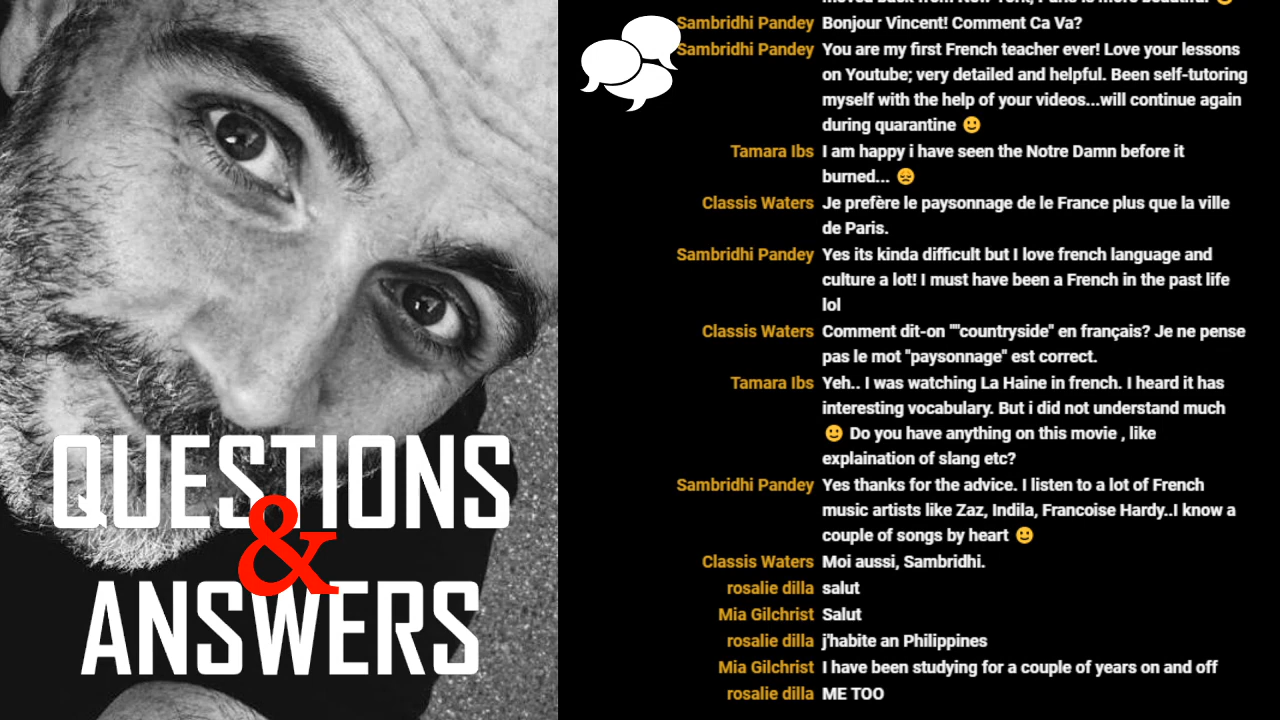 QUESTIONS
&
ANSWERS
Sambridhi Pandey Bonjour Vincent! Comment Ca Va?
Sambridhi Pandey You are my first French teacher ever! Love your lessons
on Youtube; very detailed and helpful. Been self-tutoring
myself with the help of your videos...will continue again
during quarantine 🙂
Tamara Ibs I am happy i have seen the Notre Damn before it
burned... 😔
Classis Waters Je prefère le paysonnage de le France plus que la ville
de Paris.
Sambridhi Pandey Yes its kinda difficult but I love french language and
culture a lot! I must have been a French in the past life
lol
Classis Waters Comment dit-on ""countryside" en français? Je ne pense
pas le mot "paysonnage" est correct.
Tamara Ibs Yeh.. I was watching La Haine in french. I heard it has
interesting vocabulary. But i did not understand much
🙂 Do you have anything on this movie , like
explaination of slang etc?
Sambridhi Pandey Yes thanks for the advice. I listen to a lot of French
music artists like Zaz, Indila, Francoise Hardy..I know a
couple of songs by heart 🙂
Classis Waters Moi aussi, Sambridhi.
rosalie dilla salut
Mia Gilchrist Salut
rosalie dilla j'habite an Philippines
Mia Gilchrist I have been studying for a couple of years on and off
rosalie dilla ME TOO